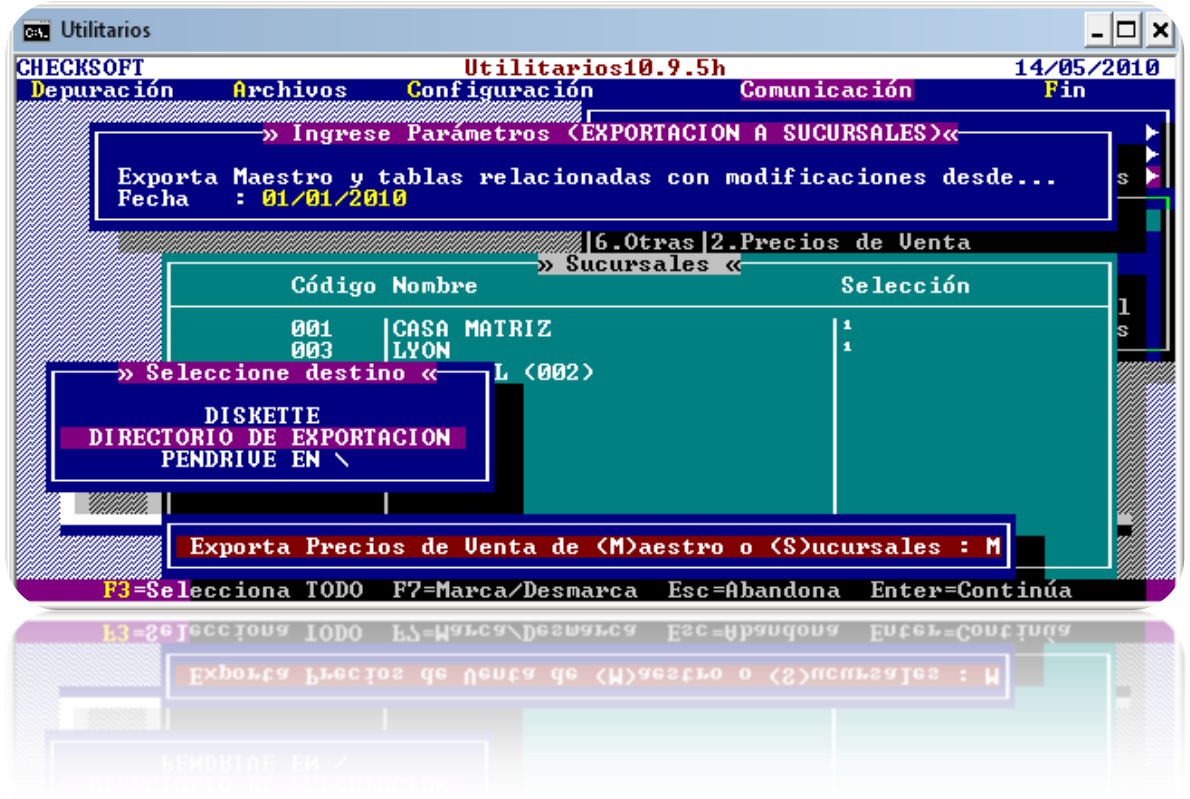 Utilitarios
CHECKSOFT Utilitarios10.9.5h 14/05/2010
Depuración Archivos Configuración Comunicación Fin
» Ingrese Parámetros (EXPORTACION A SUCURSALES)«
Exporta Maestro y tablas relacionadas con modificaciones desde...
s
Fecha : 01/01/2010
6.Otras 2.Precios de Venta
» Sucursales «
Código Nombre Selección
l
001 CASA MATRIZ 1
s
003 LYON 1
» Seleccione destino «
L (002)
DISKETTE
DIRECTORIO DE EXPORTACION
PENDRIVE EN \
Exporta Precios de Venta de (M)aestro o (S)ucursales : M
F3=Selecciona TODO F7=Marca/Desmarca Esc=Abandona Enter=Continúa